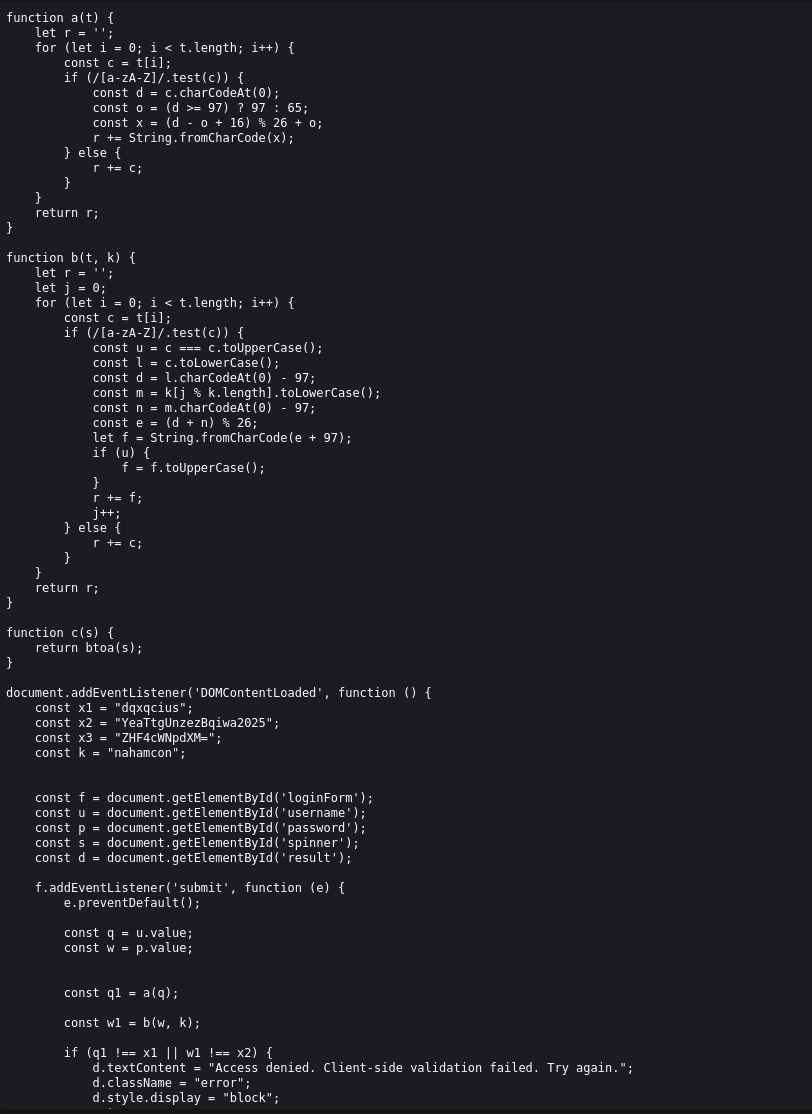 function a(t) {
    let r = '';
    for (let i = 0; i < t.length; i++) {
        const c = t[i];
        if (/[a-zA-Z]/.test(c)) {
            const d = c.charCodeAt(0);
            const o = (d >= 97) ? 97 : 65;
            const x = (d - o + 16) % 26 + o;
            r += String.fromCharCode(x);
        } else {
            r += c;
        }
    }
    return r;
}

function b(t, k) {
    let r = '';
    let j = 0;
    for (let i = 0; i < t.length; i++) {
        const c = t[i];
        if (/[a-zA-Z]/.test(c)) {
            const u = c === c.toUpperCase();
            const l = c.toLowerCase();
            const d = l.charCodeAt(0) - 97;
            const m = k[j % k.length].toLowerCase();
            const n = m.charCodeAt(0) - 97;
            const e = (d + n) % 26;
            let f = String.fromCharCode(e + 97);
            if (u) {
                f = f.toUpperCase();
            }
            r += f;
            j++;
        } else {
            r += c;
        }
    }
    return r;
}

function c(s) {
    return btoa(s);
}

document.addEventListener('DOMContentLoaded', function () {
    const x1 = "dqxqcius";
    const x2 = "YeaTtgUnzezBqiwa2025";
    const x3 = "ZHF4cWNpdXM=";
    const k = "nahamcon";


    const f = document.getElementById('loginForm');
    const u = document.getElementById('username');
    const p = document.getElementById('password');
    const s = document.getElementById('spinner');
    const d = document.getElementById('result');

    f.addEventListener('submit', function (e) {
        e.preventDefault();

        const q = u.value;
        const w = p.value;


        const q1 = a(q);

        const w1 = b(w, k);

        if (q1 !== x1 || w1 !== x2) {
            d.textContent = "Access denied. Client-side validation failed. Try again.";
            d.className = "error";
            d.style.display = "block";